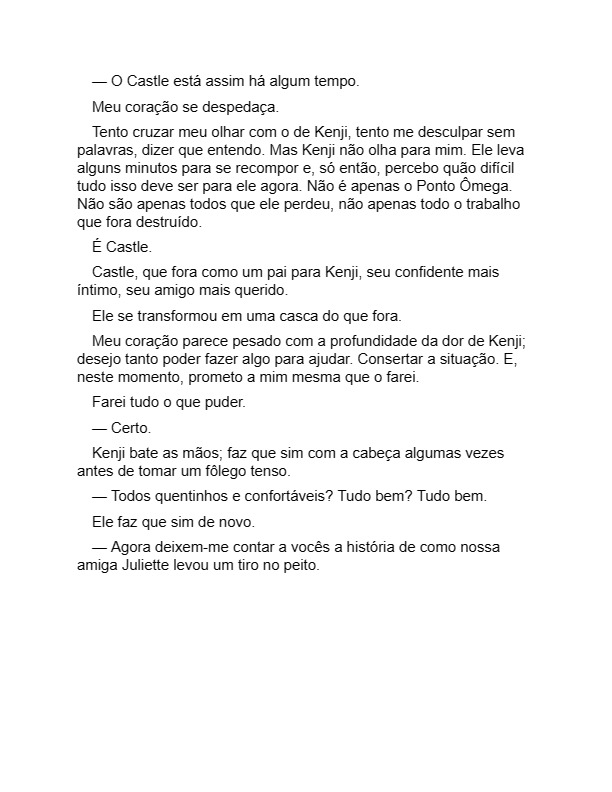 — O Castle está assim há algum tempo.
Meu coração se despedaça.
Tento cruzar meu olhar com o de Kenji, tento me desculpar sem
palavras, dizer que entendo. Mas Kenji não olha para mim. Ele leva
alguns minutos para se recompor e, só então, percebo quão difícil
tudo isso deve ser para ele agora. Não é apenas o Ponto Ômega.
Não são apenas todos que ele perdeu, não apenas todo o trabalho
que fora destruído.
É Castle.
Castle, que fora como um pai para Kenji, seu confidente mais
íntimo, seu amigo mais querido.
Ele se transformou em uma casca do que fora.
Meu coração parece pesado com a profundidade da dor de Kenji;
desejo tanto poder fazer algo para ajudar. Consertar a situação. E,
neste momento, prometo a mim mesma que o farei.
Farei tudo o que puder.
— Certo.
Kenji bate as mãos; faz que sim com a cabeça algumas vezes
antes de tomar um fôlego tenso.
— Todos quentinhos e confortáveis? Tudo bem? Tudo bem.
Ele faz que sim de novo.
— Agora deixem-me contar a vocês a história de como nossa
amiga Juliette levou um tiro no peito.